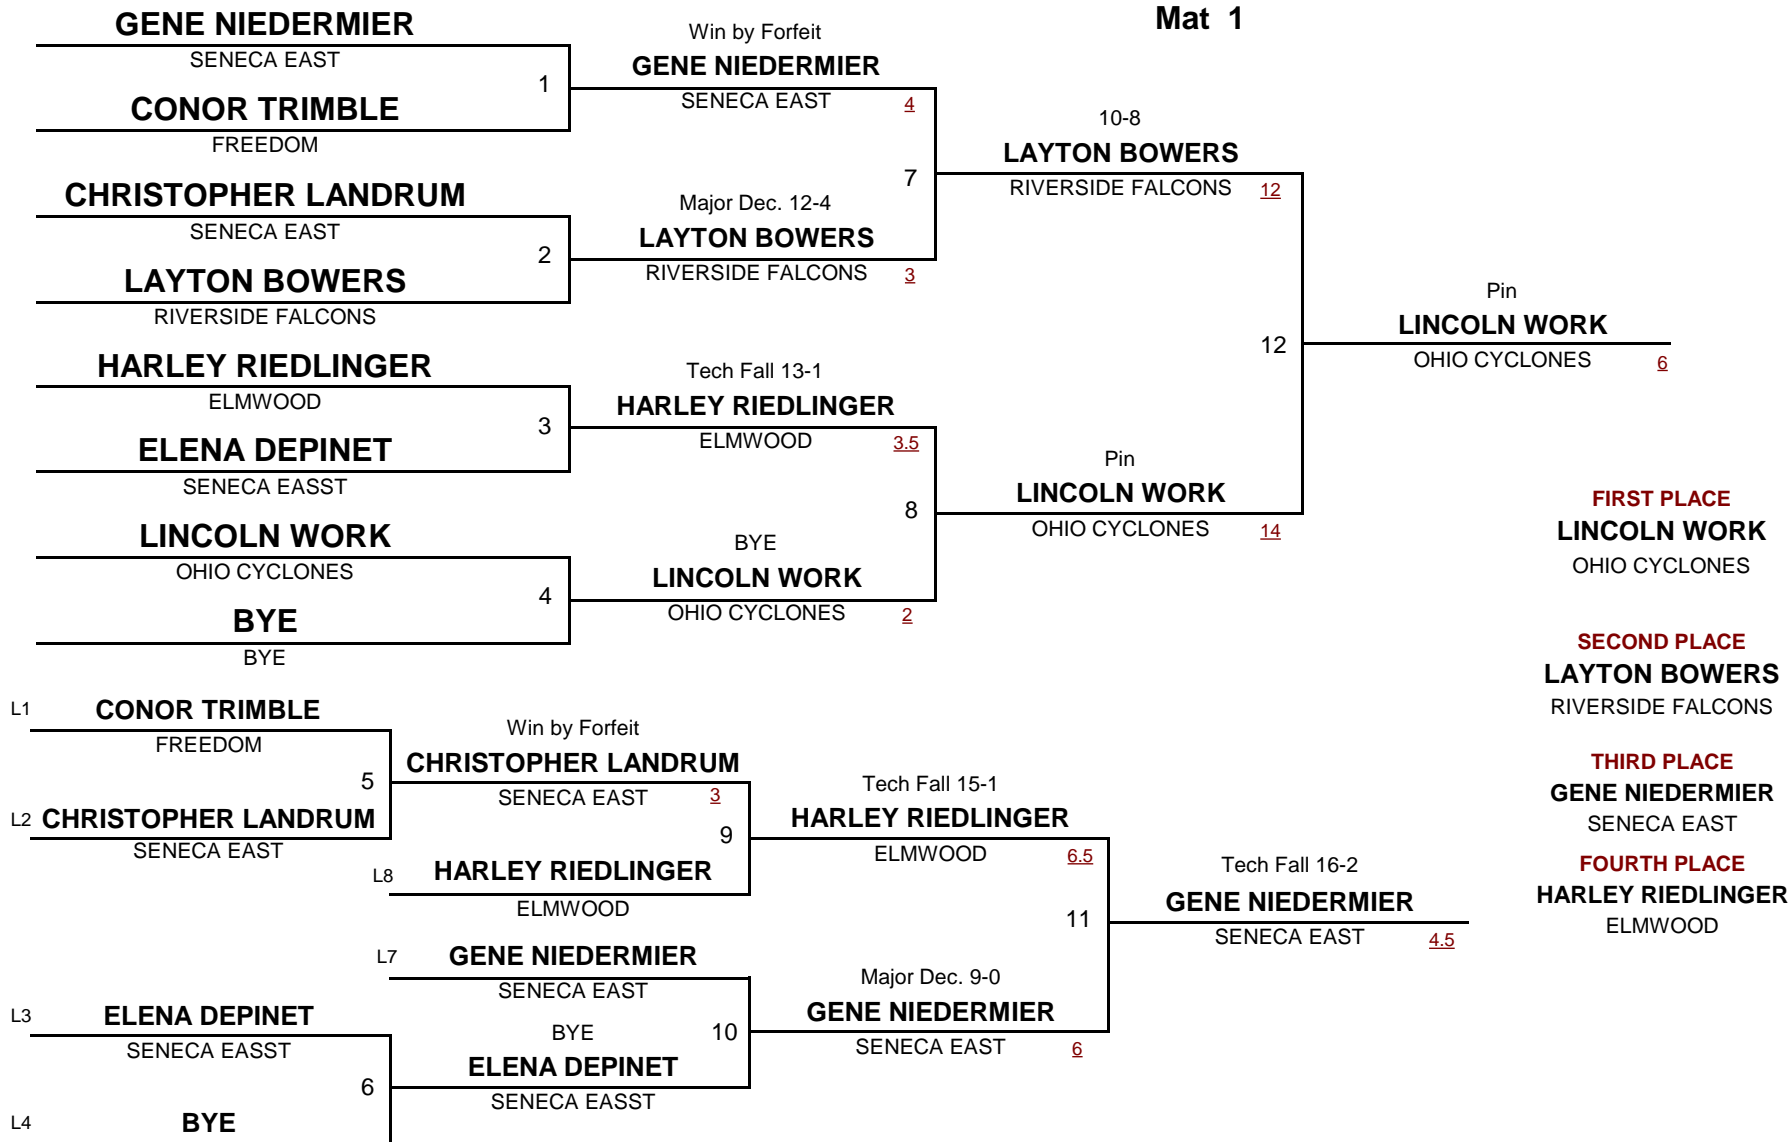 Mat 1
GENE NIEDERMIER
SENECA EAST
1
CONOR TRIMBLE
FREEDOM
CHRISTOPHER LANDRUM
SENECA EAST
2
LAYTON BOWERS
RIVERSIDE FALCONS
HARLEY RIEDLINGER
ELMWOOD
3
ELENA DEPINET
SENECA EASST
LINCOLN WORK
OHIO CYCLONES
4
BYE
BYE
Win by Forfeit
GENE NIEDERMIER
SENECA EAST 4
7
Major Dec. 12-4
LAYTON BOWERS
RIVERSIDE FALCONS 3
Tech Fall 13-1
HARLEY RIEDLINGER
ELMWOOD 3.5
8
BYE
LINCOLN WORK
OHIO CYCLONES 2
10-8
LAYTON BOWERS
RIVERSIDE FALCONS 12
12
Pin
LINCOLN WORK
OHIO CYCLONES 14
Pin
LINCOLN WORK
OHIO CYCLONES 6
FIRST PLACE
LINCOLN WORK
OHIO CYCLONES
SECOND PLACE
LAYTON BOWERS
RIVERSIDE FALCONS
THIRD PLACE
GENE NIEDERMIER
SENECA EAST
FOURTH PLACE
HARLEY RIEDLINGER
ELMWOOD
L1 CONOR TRIMBLE
FREEDOM
5
L2 CHRISTOPHER LANDRUM
SENECA EAST
L3 ELENA DEPINET
SENECA EASST
6
L4 BYE
Win by Forfeit
CHRISTOPHER LANDRUM
SENECA EAST 3
9
L8 HARLEY RIEDLINGER
ELMWOOD
L7 GENE NIEDERMIER
SENECA EAST
10
BYE
ELENA DEPINET
SENECA EASST
Tech Fall 15-1
HARLEY RIEDLINGER
ELMWOOD 6.5
11
Major Dec. 9-0
GENE NIEDERMIER
SENECA EAST 6
Tech Fall 16-2
GENE NIEDERMIER
SENECA EAST 4.5